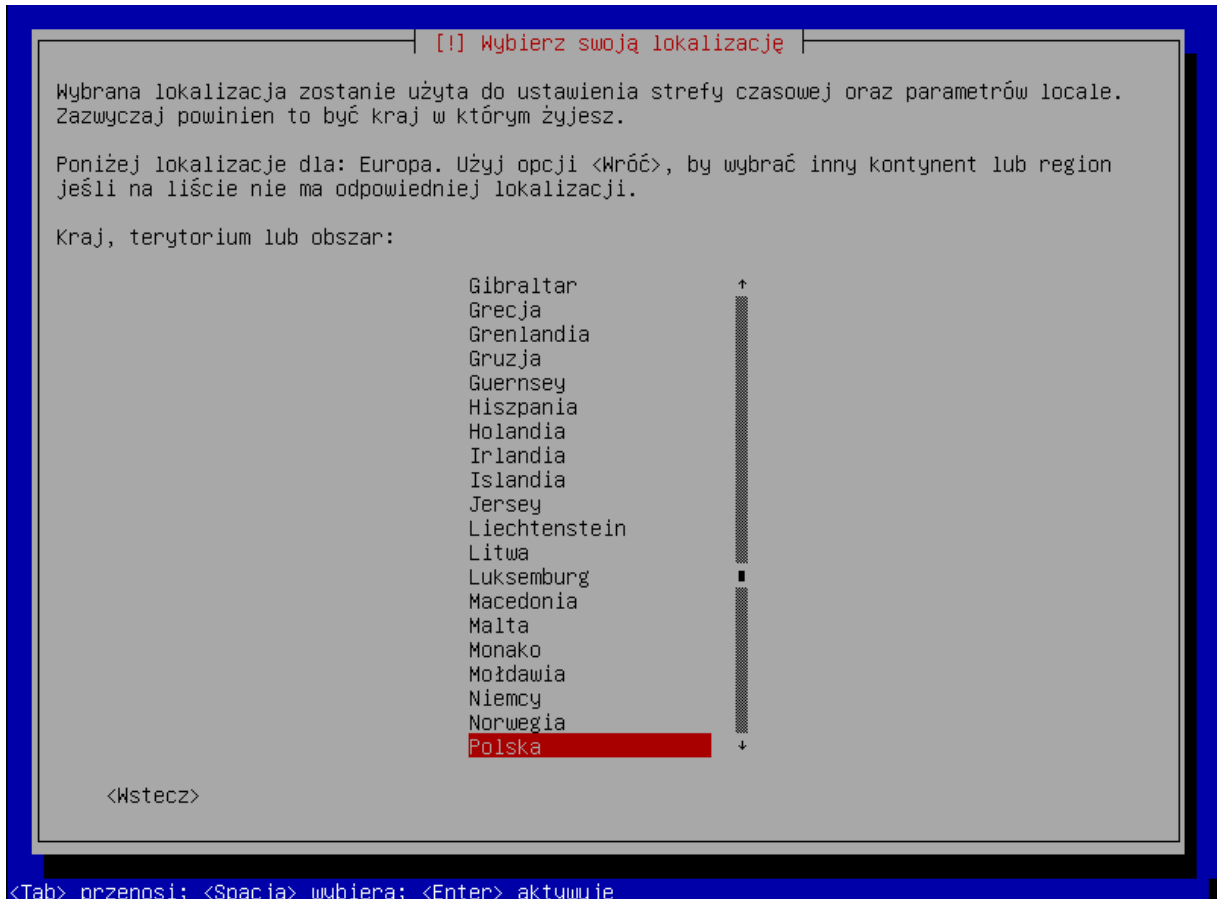 [!] Wybierz swoją lokalizację
Wybrana lokalizacja zostanie użyta do ustawienia strefy czasowej oraz parametrów locale.
Zazwyczaj powinien to być kraj w którym żyjesz.
Poniżej lokalizacje dla: Europa. Użyj opcji <Wróć>, by wybrać inny kontynent lub region
jeśli na liście nie ma odpowiedniej lokalizacji.
Kraj, terytorium lub obszar:
Gibraltar
Grecja
Grenlandia
Gruzja
Guernsey
Hiszpania
Holandia
Irlandia
Islandia
Jersey
Liechtenstein
Litwa
Luksemburg
Macedonia
Malta
Monako
Mołdawia
Niemcy
Norwegia
Polska
<Wstecz>
<Tab> przenosi; <Spacja> wybiera; <Enter> aktywuje